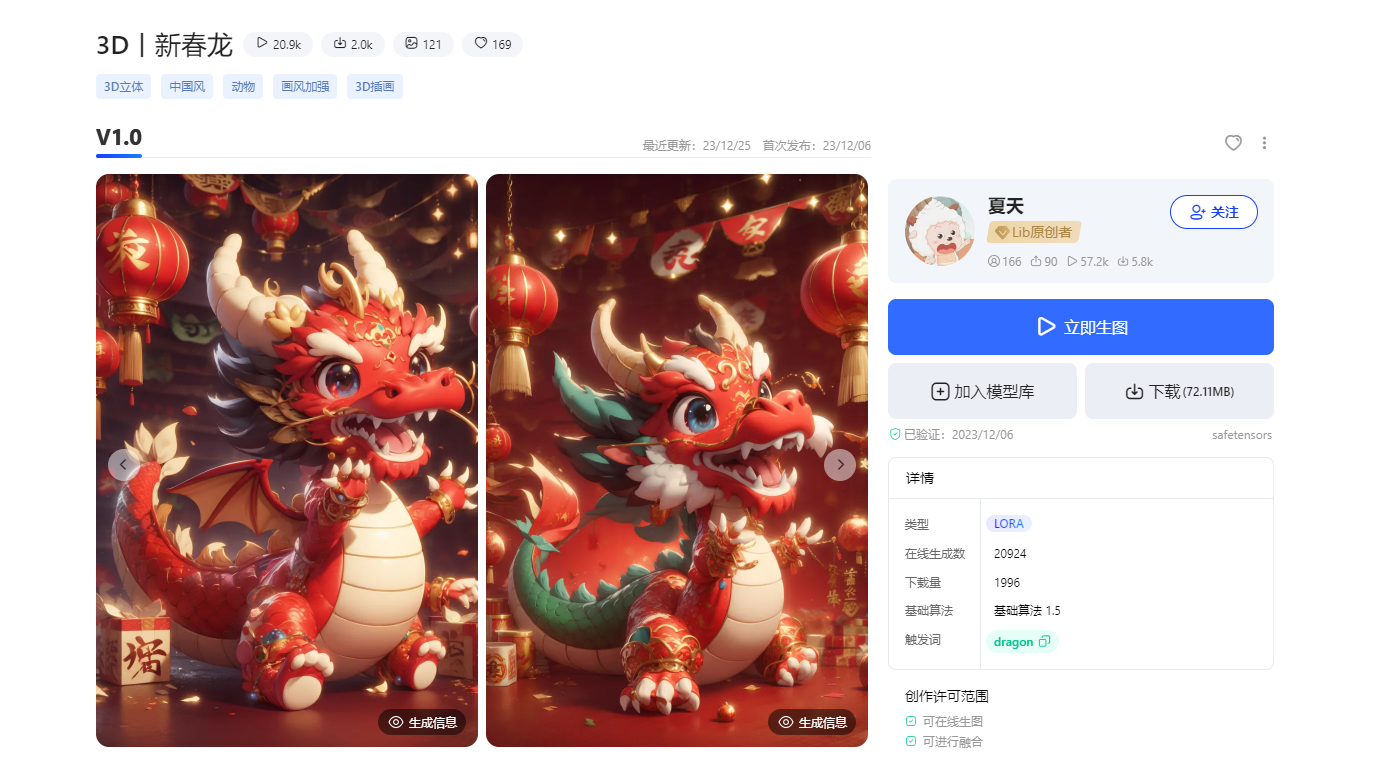 3D丨新春龙 20.9k 2.0k 121 169
3D立体 中国风 动物 画风加强 3D插画
V1.0
最近更新：23/12/25 首次发布：23/12/06
生成信息
生成信息
夏天
关注
Lib原创者
166 90 57.2k 5.8k
立即生图
加入模型库
下载(72.11MB)
已验证：2023/12/06 safetensors
详情
类型 LORA
在线生成数 20924
下载量 1996
基础算法 基础算法 1.5
触发词 dragon
创作许可范围
可在线生图
可进行融合